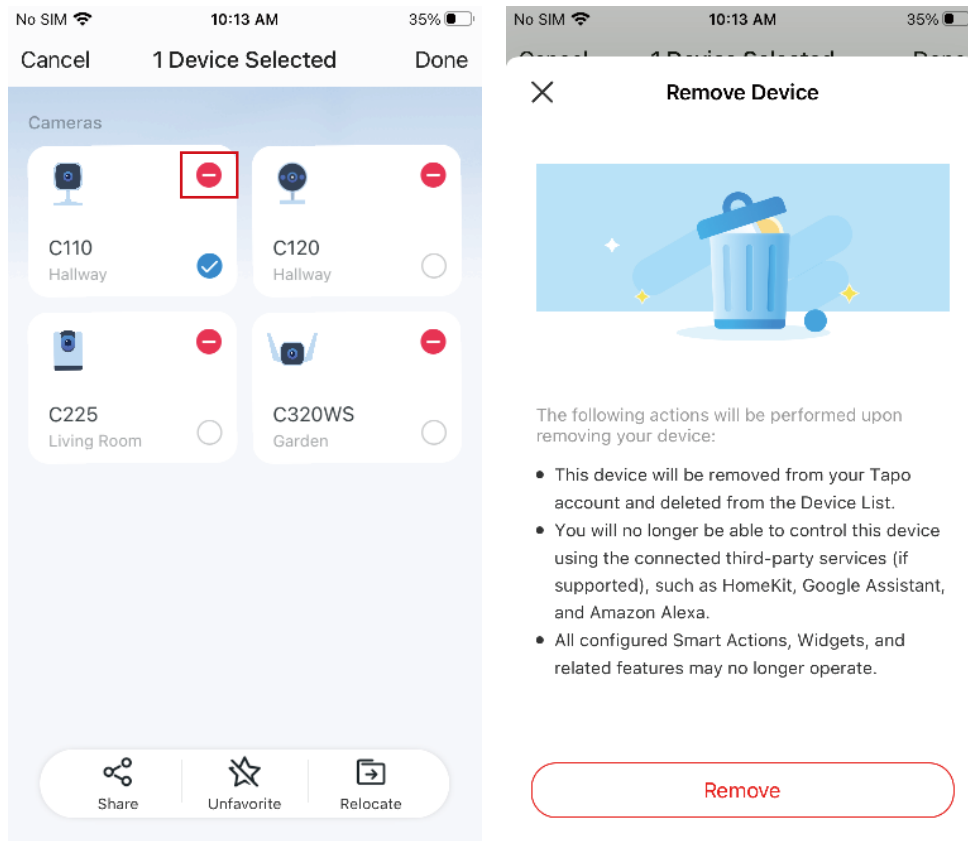 No SIM 10:13 AM 35%
Cancel 1 Device Selected Done
Cameras
C110
Hallway
C120
Hallway
C225
Living Room
C320WS
Garden
Share Unfavorite Relocate
No SIM 10:13 AM 35%
Cancel 1 Device Selected Done
Remove Device
The following actions will be performed upon
removing your device:
• This device will be removed from your Tapo
account and deleted from the Device List.
• You will no longer be able to control this device
using the connected third-party services (if
supported), such as HomeKit, Google Assistant,
and Amazon Alexa.
• All configured Smart Actions, Widgets, and
related features may no longer operate.
Remove